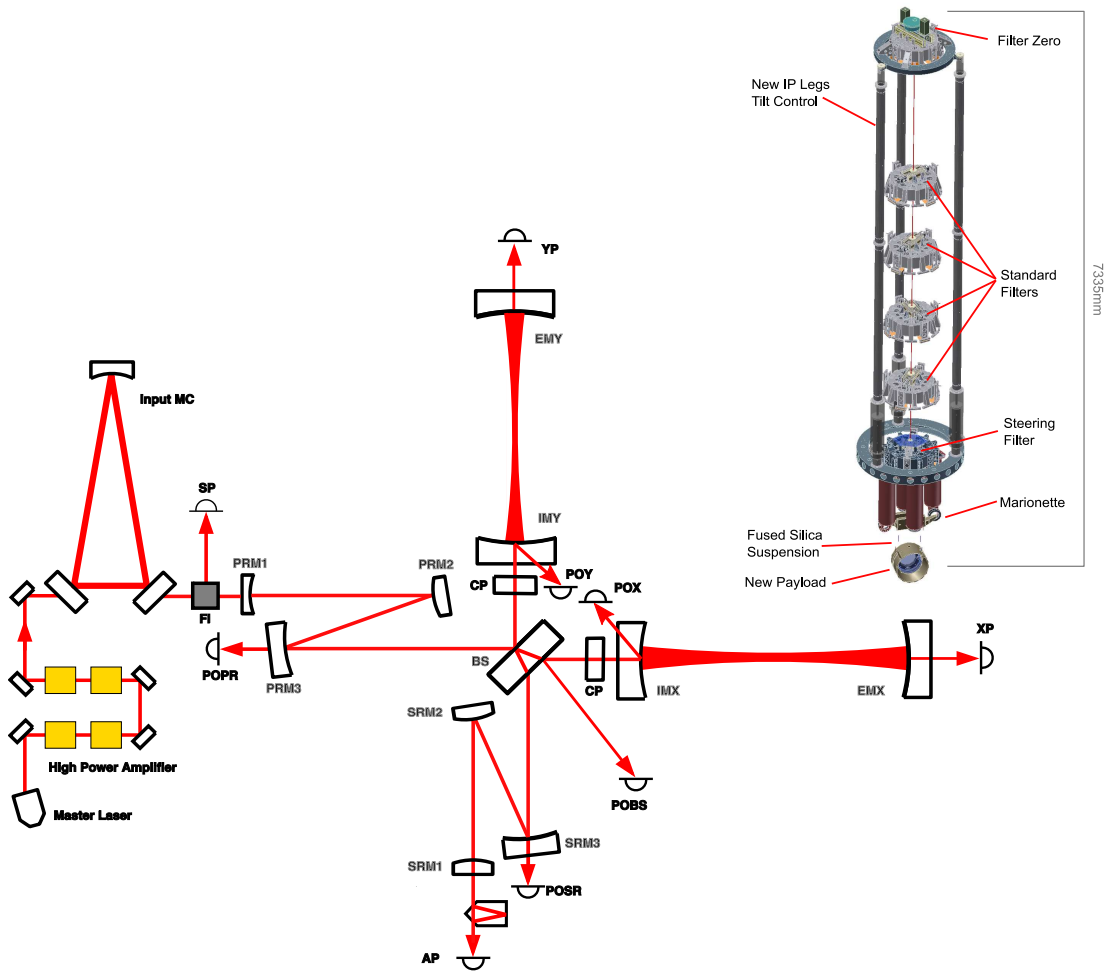 Filter Zero
New IP Legs
Tilt Control
Standard
Filters
7335mm
Steering
Filter
Marionette
Fused Silica
Suspension
New Payload
YP
EMY
Input MC
SP
IMY
PRM1
PRM2
CP
POY
POX
FI
POPR
PRM3
BS
CP
IMX
EMX
XP
SRM2
High Power Amplifier
POBS
Master Laser
SRM3
SRM1
POSR
AP